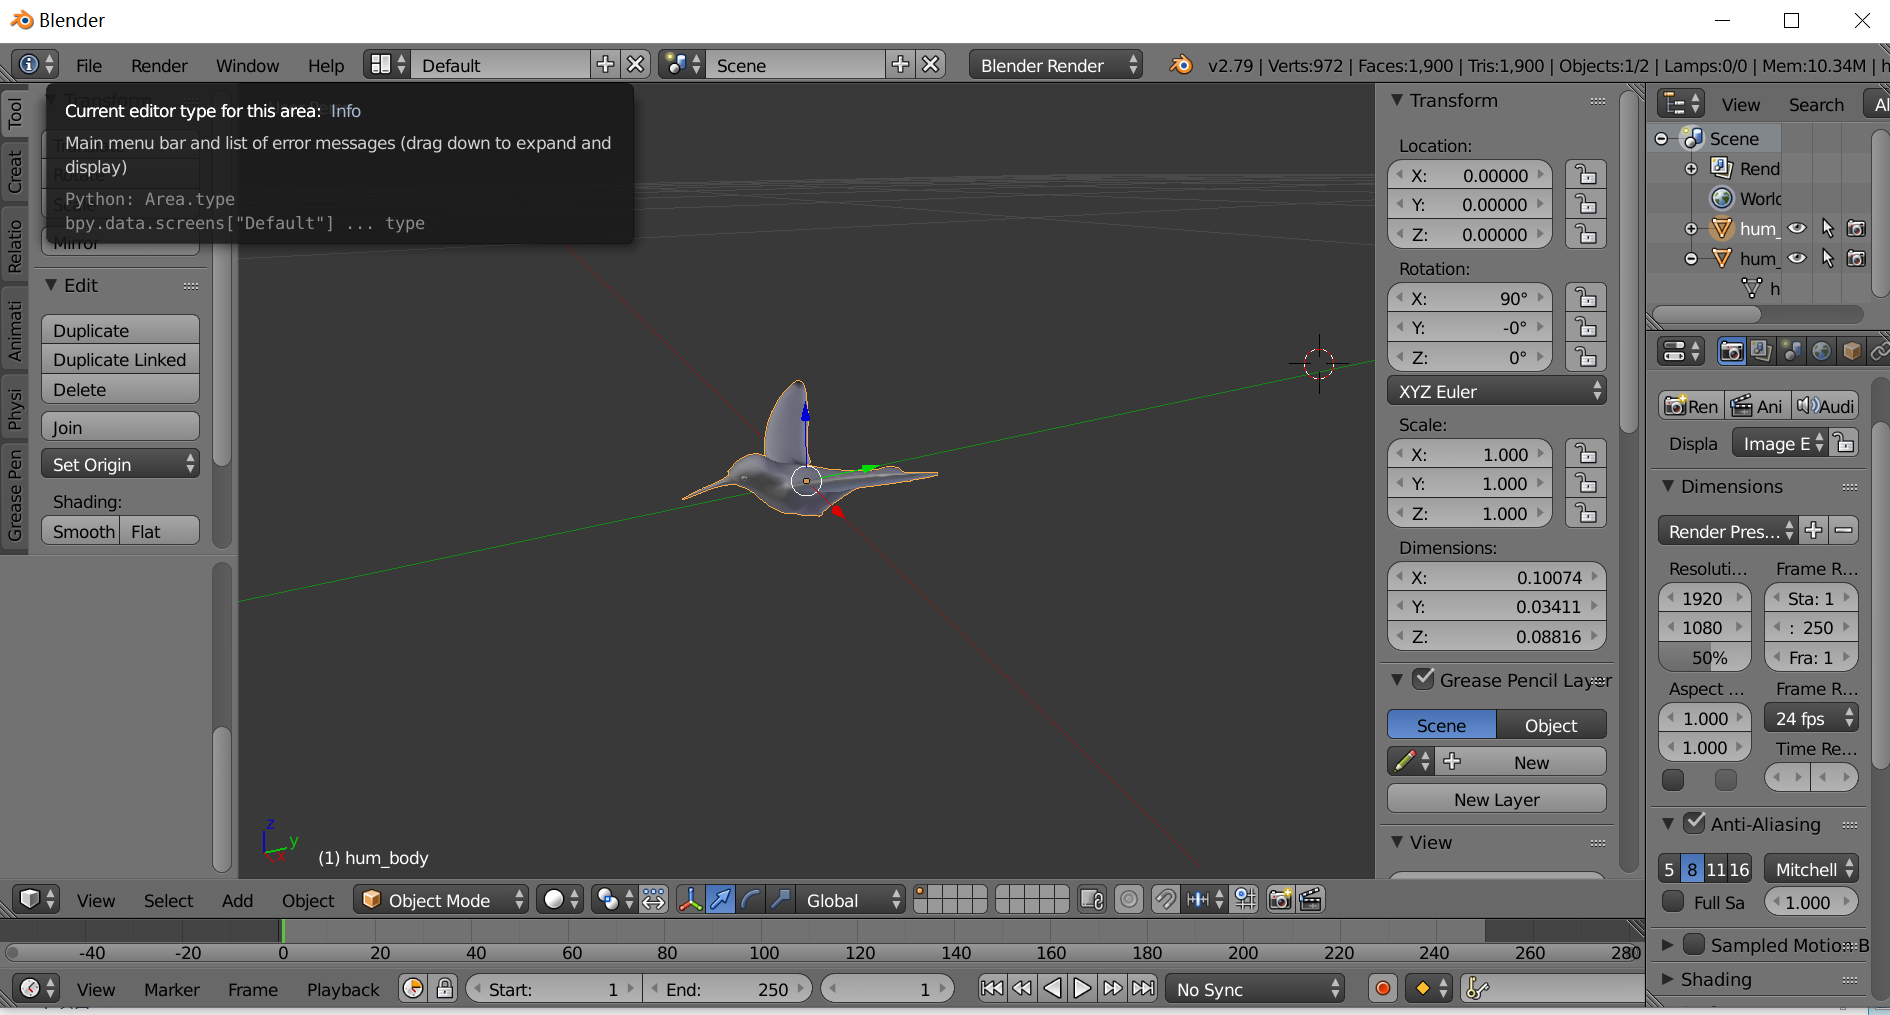 Blender
File Render Window Help Default Scene Blender Render v2.79 | Verts:972 | Faces:1,900 | Tris:1,900 | Objects:1/2 | Lamps:0/0 | Mem:10.34M | h
Current editor type for this area: Info
Main menu bar and list of error messages (drag down to expand and
display)
Python: Area.type
bpy.data.screens["Default"] ... type
Tool
Creat
Relatio
Animati
Physi
Grease Pen
Mirror
Edit
Duplicate
Duplicate Linked
Delete
Join
Set Origin
Shading:
Smooth Flat
z
y
x
(1) hum_body
Transform
Location:
X: 0.00000
Y: 0.00000
Z: 0.00000
Rotation:
X: 90°
Y: -0°
Z: 0°
XYZ Euler
Scale:
X: 1.000
Y: 1.000
Z: 1.000
Dimensions:
X: 0.10074
Y: 0.03411
Z: 0.08816
Grease Pencil Layer
Scene Object
New
New Layer
View
View Search Al
Scene
Rend
World
hum_
hum_
h
Ren Ani Audi
Displa Image E
Dimensions
Render Pres...
Resoluti... Frame R...
1920 Sta: 1
1080 : 250
50% Fra: 1
Aspect ... Frame R...
1.000 24 fps
1.000 Time Re...
Anti-Aliasing
5 8 11 16 Mitchell
Full Sa 1.000
Sampled Motion B
Shading
View Select Add Object Object Mode Global
-40 -20 0 20 40 60 80 100 120 140 160 180 200 220 240 260 280
View Marker Frame Playback Start: 1 End: 250 1 No Sync